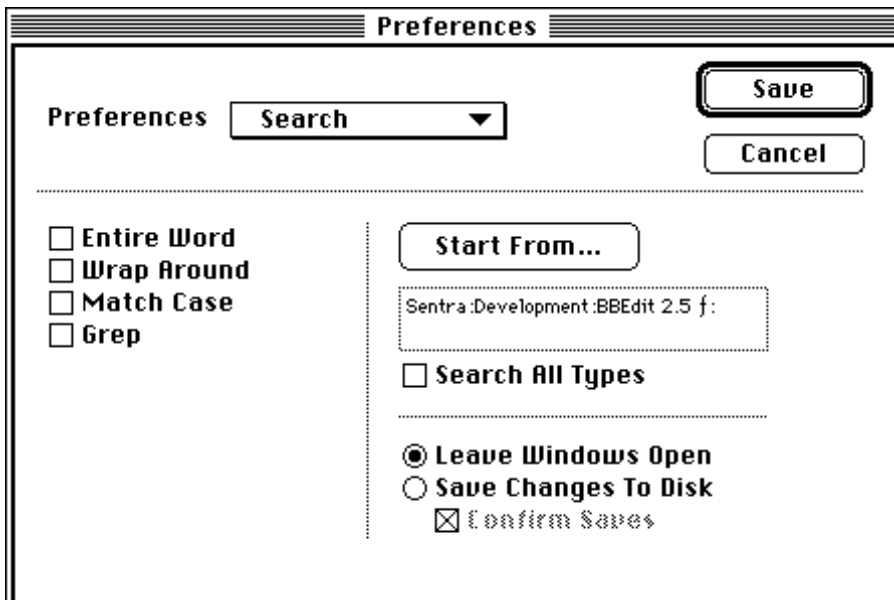 Preferences
Save
Preferences Search
Cancel
Entire Word
Wrap Around
Match Case
Grep
Start From...
Sentra:Development:BBEdit 2.5 ƒ:
Search All Types
Leave Windows Open
Save Changes To Disk
Confirm Saves